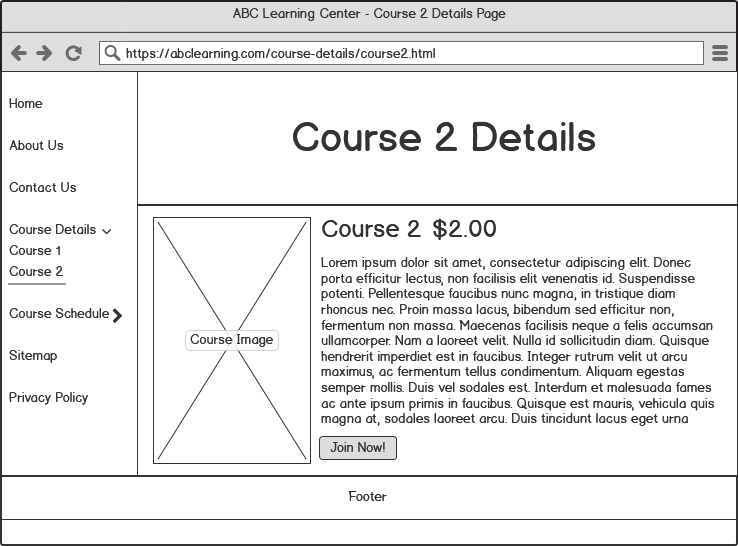 ABC Learning Center - Course 2 Details Page
https://abclearning.com/course-details/course2.html
Home
About Us
Contact Us
Course Details
Course 1
Course 2
Course Schedule
Sitemap
Privacy Policy
Course 2 Details
Course Image
Course 2 $2.00
Lorem ipsum dolor sit amet, consectetur adipiscing elit. Donec
porta efficitur lectus, non facilisis elit venenatis id. Suspendisse
potenti. Pellentesque faucibus nunc magna, in tristique diam
rhoncus nec. Proin massa lacus, bibendum sed efficitur non,
fermentum non massa. Maecenas facilisis neque a felis accumsan
ullamcorper. Nam a laoreet velit. Nulla id sollicitudin diam. Quisque
hendrerit imperdiet est in faucibus. Integer rutrum velit ut arcu
maximus, ac fermentum tellus condimentum. Aliquam egestas
semper mollis. Duis vel sodales est. Interdum et malesuada fames
ac ante ipsum primis in faucibus. Quisque est mauris, vehicula quis
magna at, sodales laoreet arcu. Duis tincidunt lacus eget urna
Join Now!
Footer